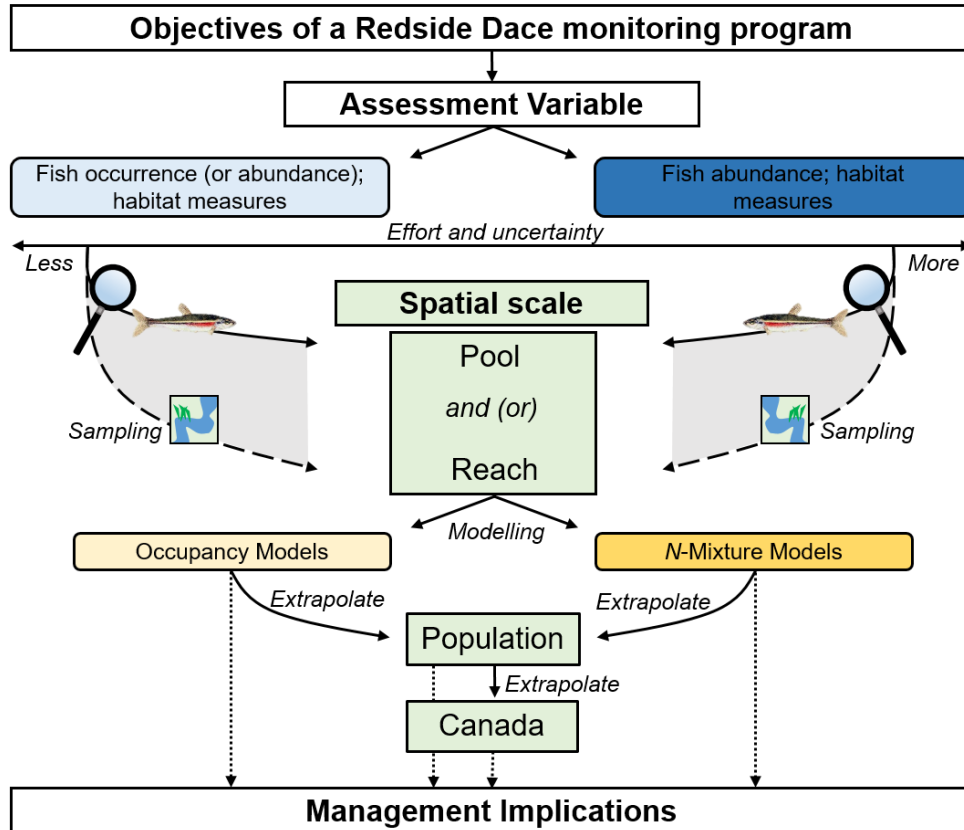 Objectives of a Redside Dace monitoring program
Assessment Variable
Fish occurrence (or abundance);
habitat measures
Fish abundance; habitat
measures
Effort and uncertainty
Less
More
Spatial scale
Pool
and (or)
Reach
Sampling
Sampling
Modelling
Occupancy Models
N-Mixture Models
Extrapolate
Extrapolate
Population
Extrapolate
Canada
Management Implications